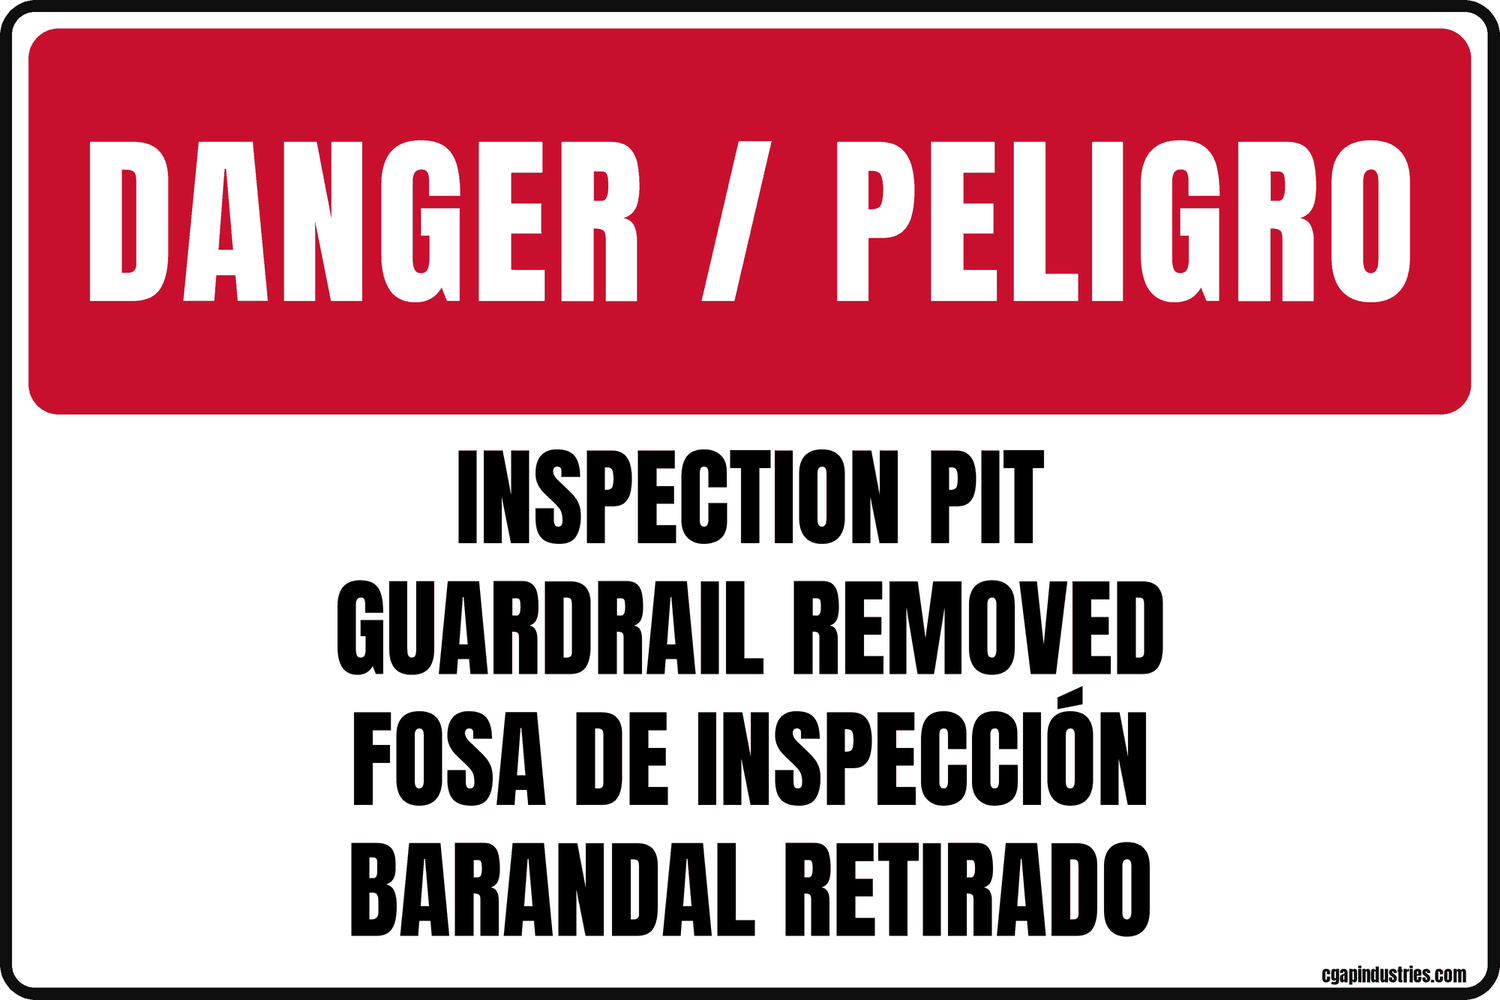 DANGER / PELIGRO
INSPECTION PIT
GUARDRAIL REMOVED
FOSA DE INSPECCIÓN
BARANDAL RETIRADO
cgapindustries.com